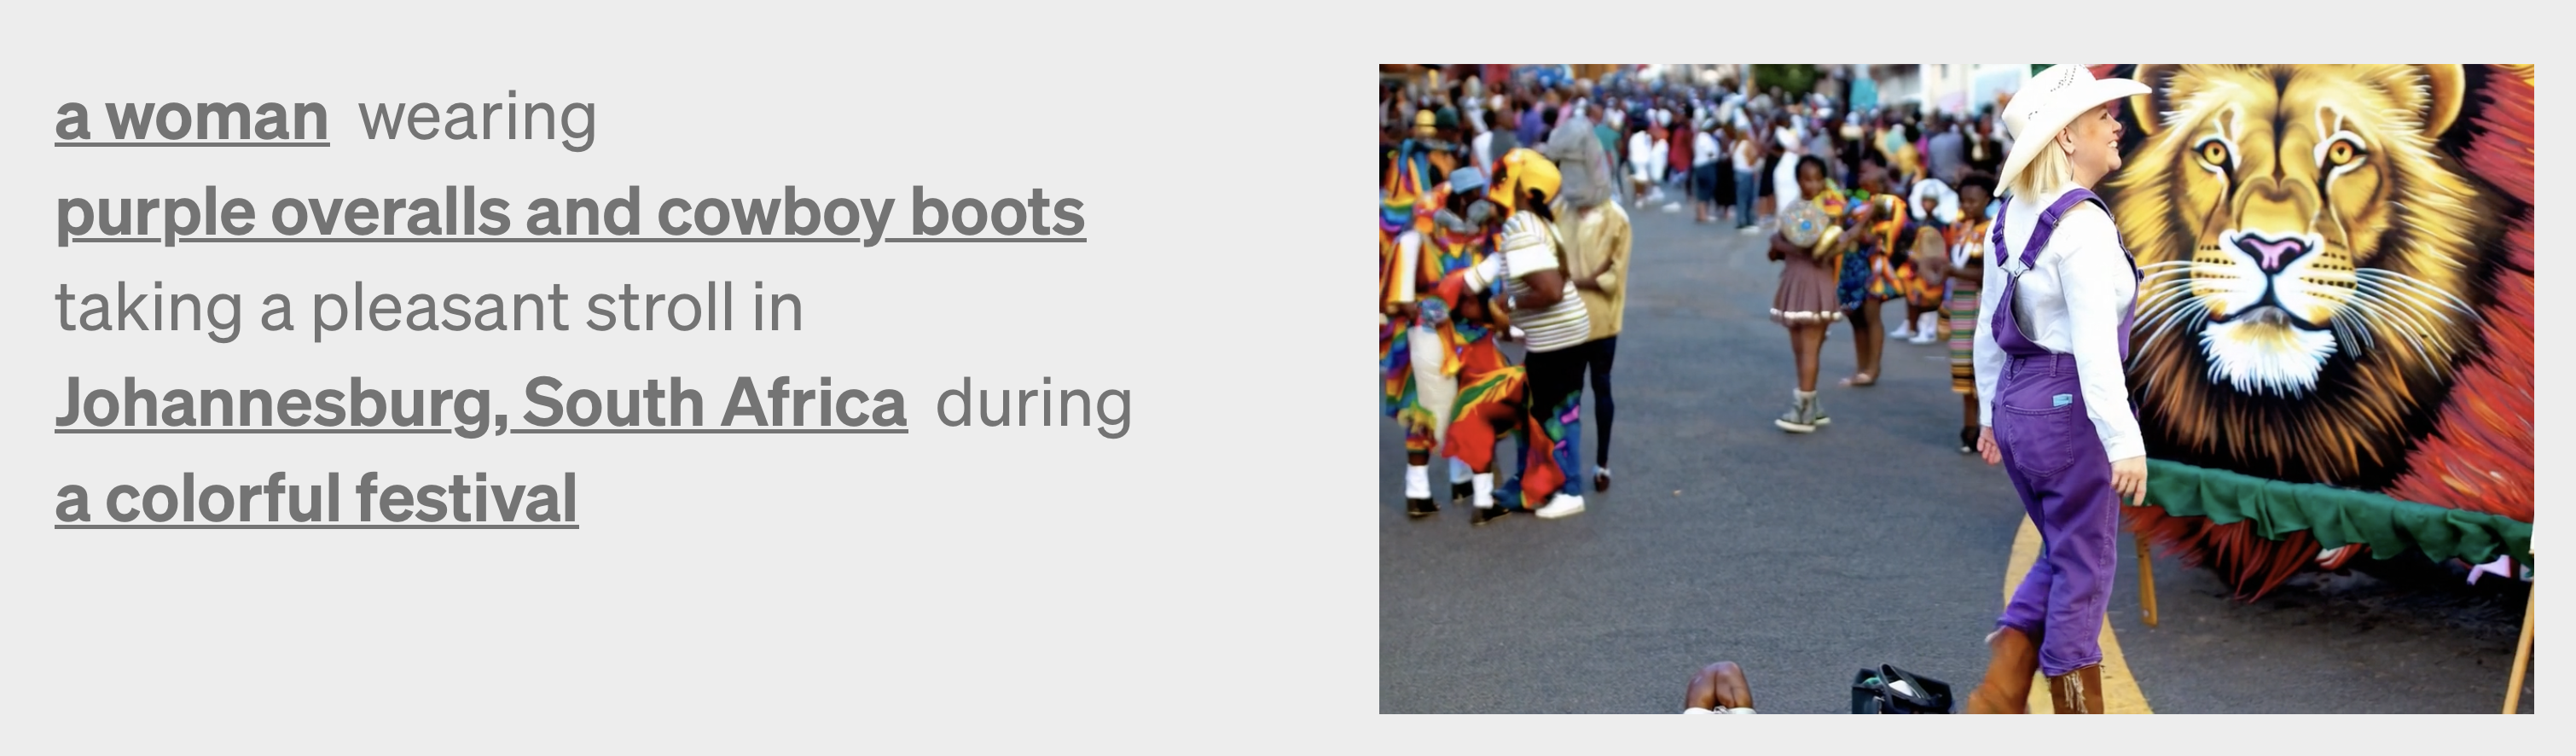 a woman wearing
purple overalls and cowboy boots
taking a pleasant stroll in
Johannesburg, South Africa during
a colorful festival